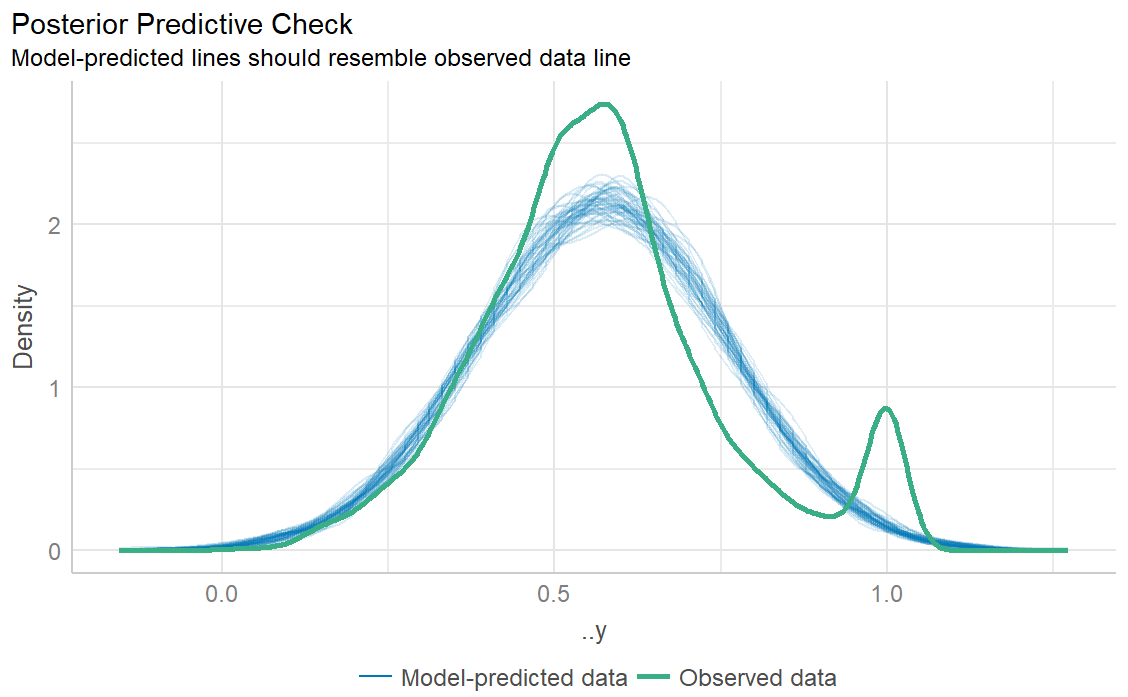 Posterior Predictive Check
Model-predicted lines should resemble observed data line
Density
2
1
0
0.0 0.5 1.0
..y
Model-predicted data Observed data